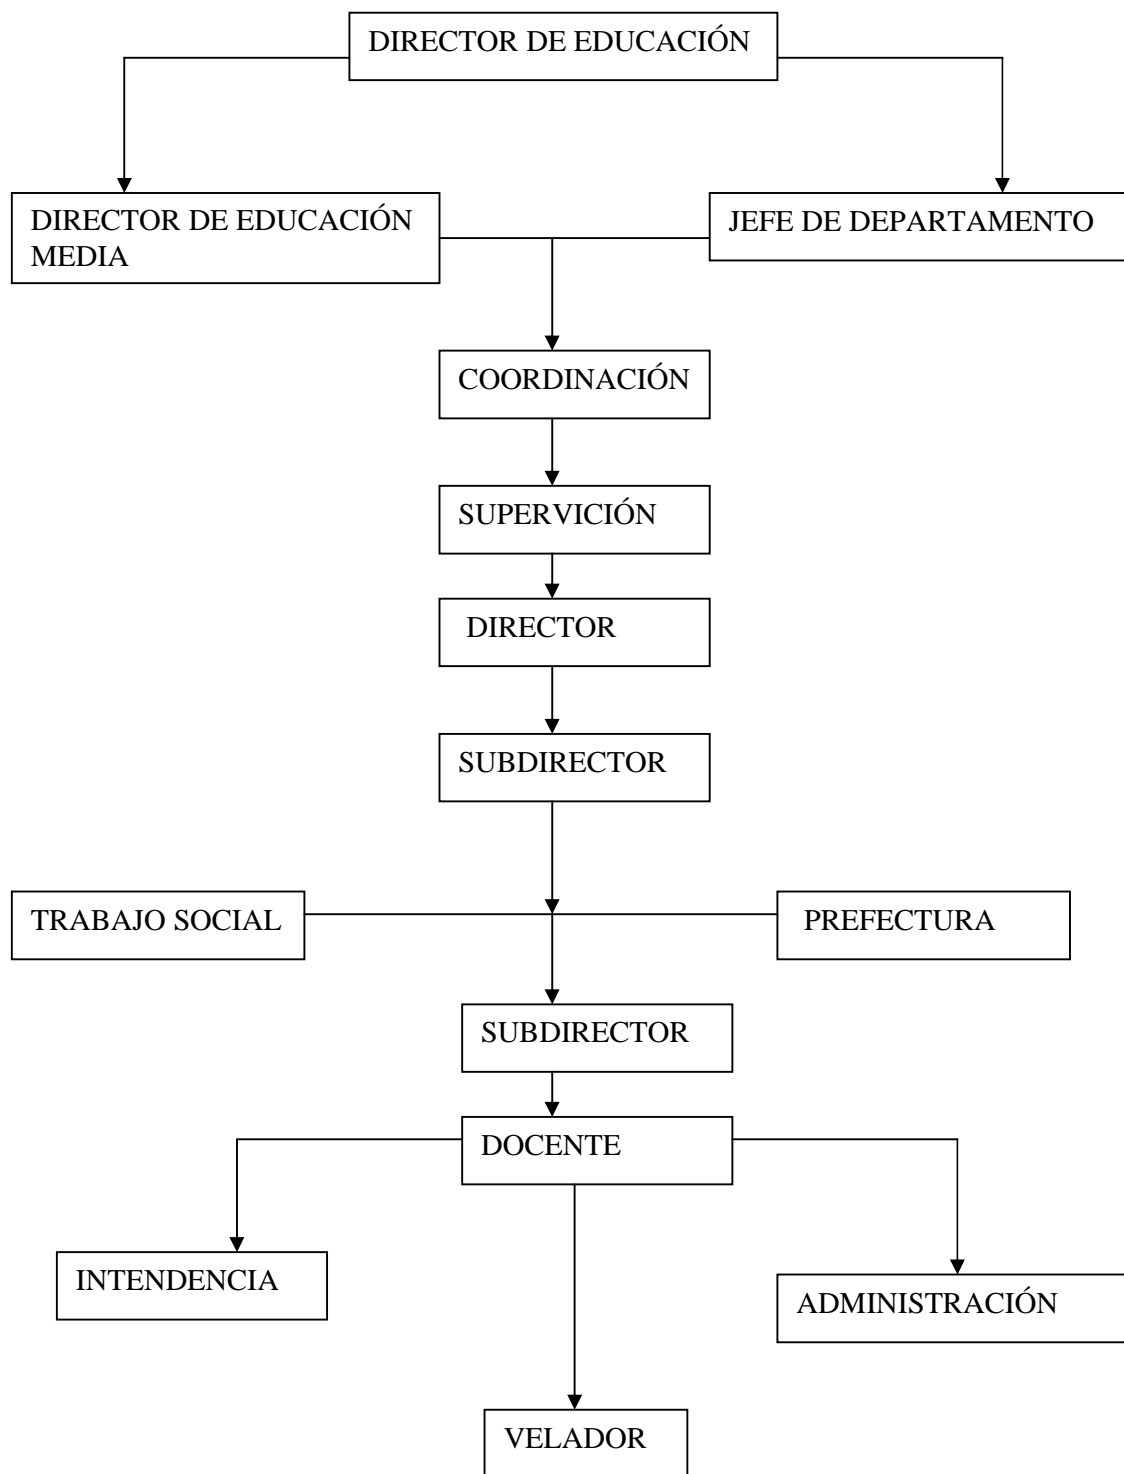 DIRECTOR DE EDUCACIÓN
DIRECTOR DE EDUCACIÓN
MEDIA
JEFE DE DEPARTAMENTO
COORDINACIÓN
SUPERVICIÓN
DIRECTOR
SUBDIRECTOR
TRABAJO SOCIAL
PREFECTURA
SUBDIRECTOR
DOCENTE
INTENDENCIA
ADMINISTRACIÓN
VELADOR